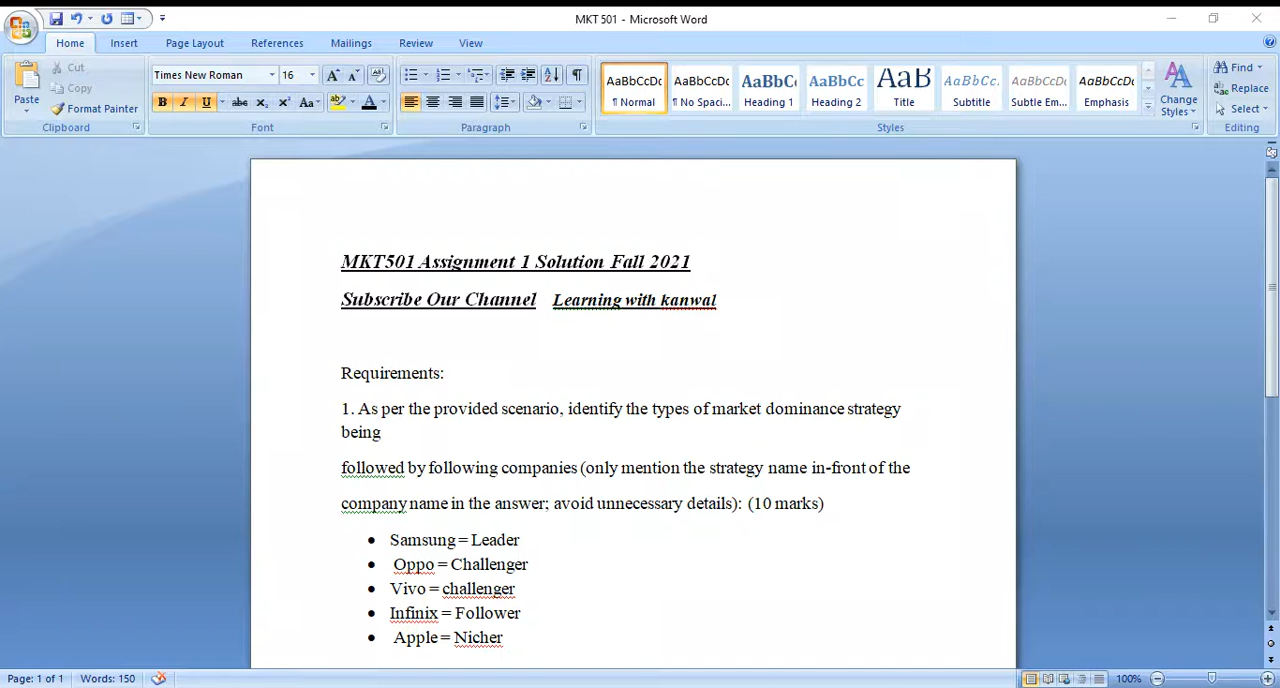 MKT 501 - Microsoft Word
Home Insert Page Layout References Mailings Review View
Paste
Cut
Copy
Format Painter
Clipboard
Times New Roman 16
Font
Paragraph
AaBbCcDc AaBbCcDc AaBbC AaBbCc AaB AaBbCc. AaBbCcDc AaBbCcDc
¶ Normal ¶ No Spaci... Heading 1 Heading 2 Title Subtitle Subtle Em... Emphasis
Change Styles
Styles
Find
Replace
Select
Editing
MKT501 Assignment 1 Solution Fall 2021
Subscribe Our Channel Learning with kanwal
Requirements:
1. As per the provided scenario, identify the types of market dominance strategy
being
followed by following companies (only mention the strategy name in-front of the
company name in the answer; avoid unnecessary details): (10 marks)
• Samsung = Leader
• Oppo = Challenger
• Vivo = challenger
• Infinix = Follower
• Apple = Nicher
Page: 1 of 1 Words: 150 100%